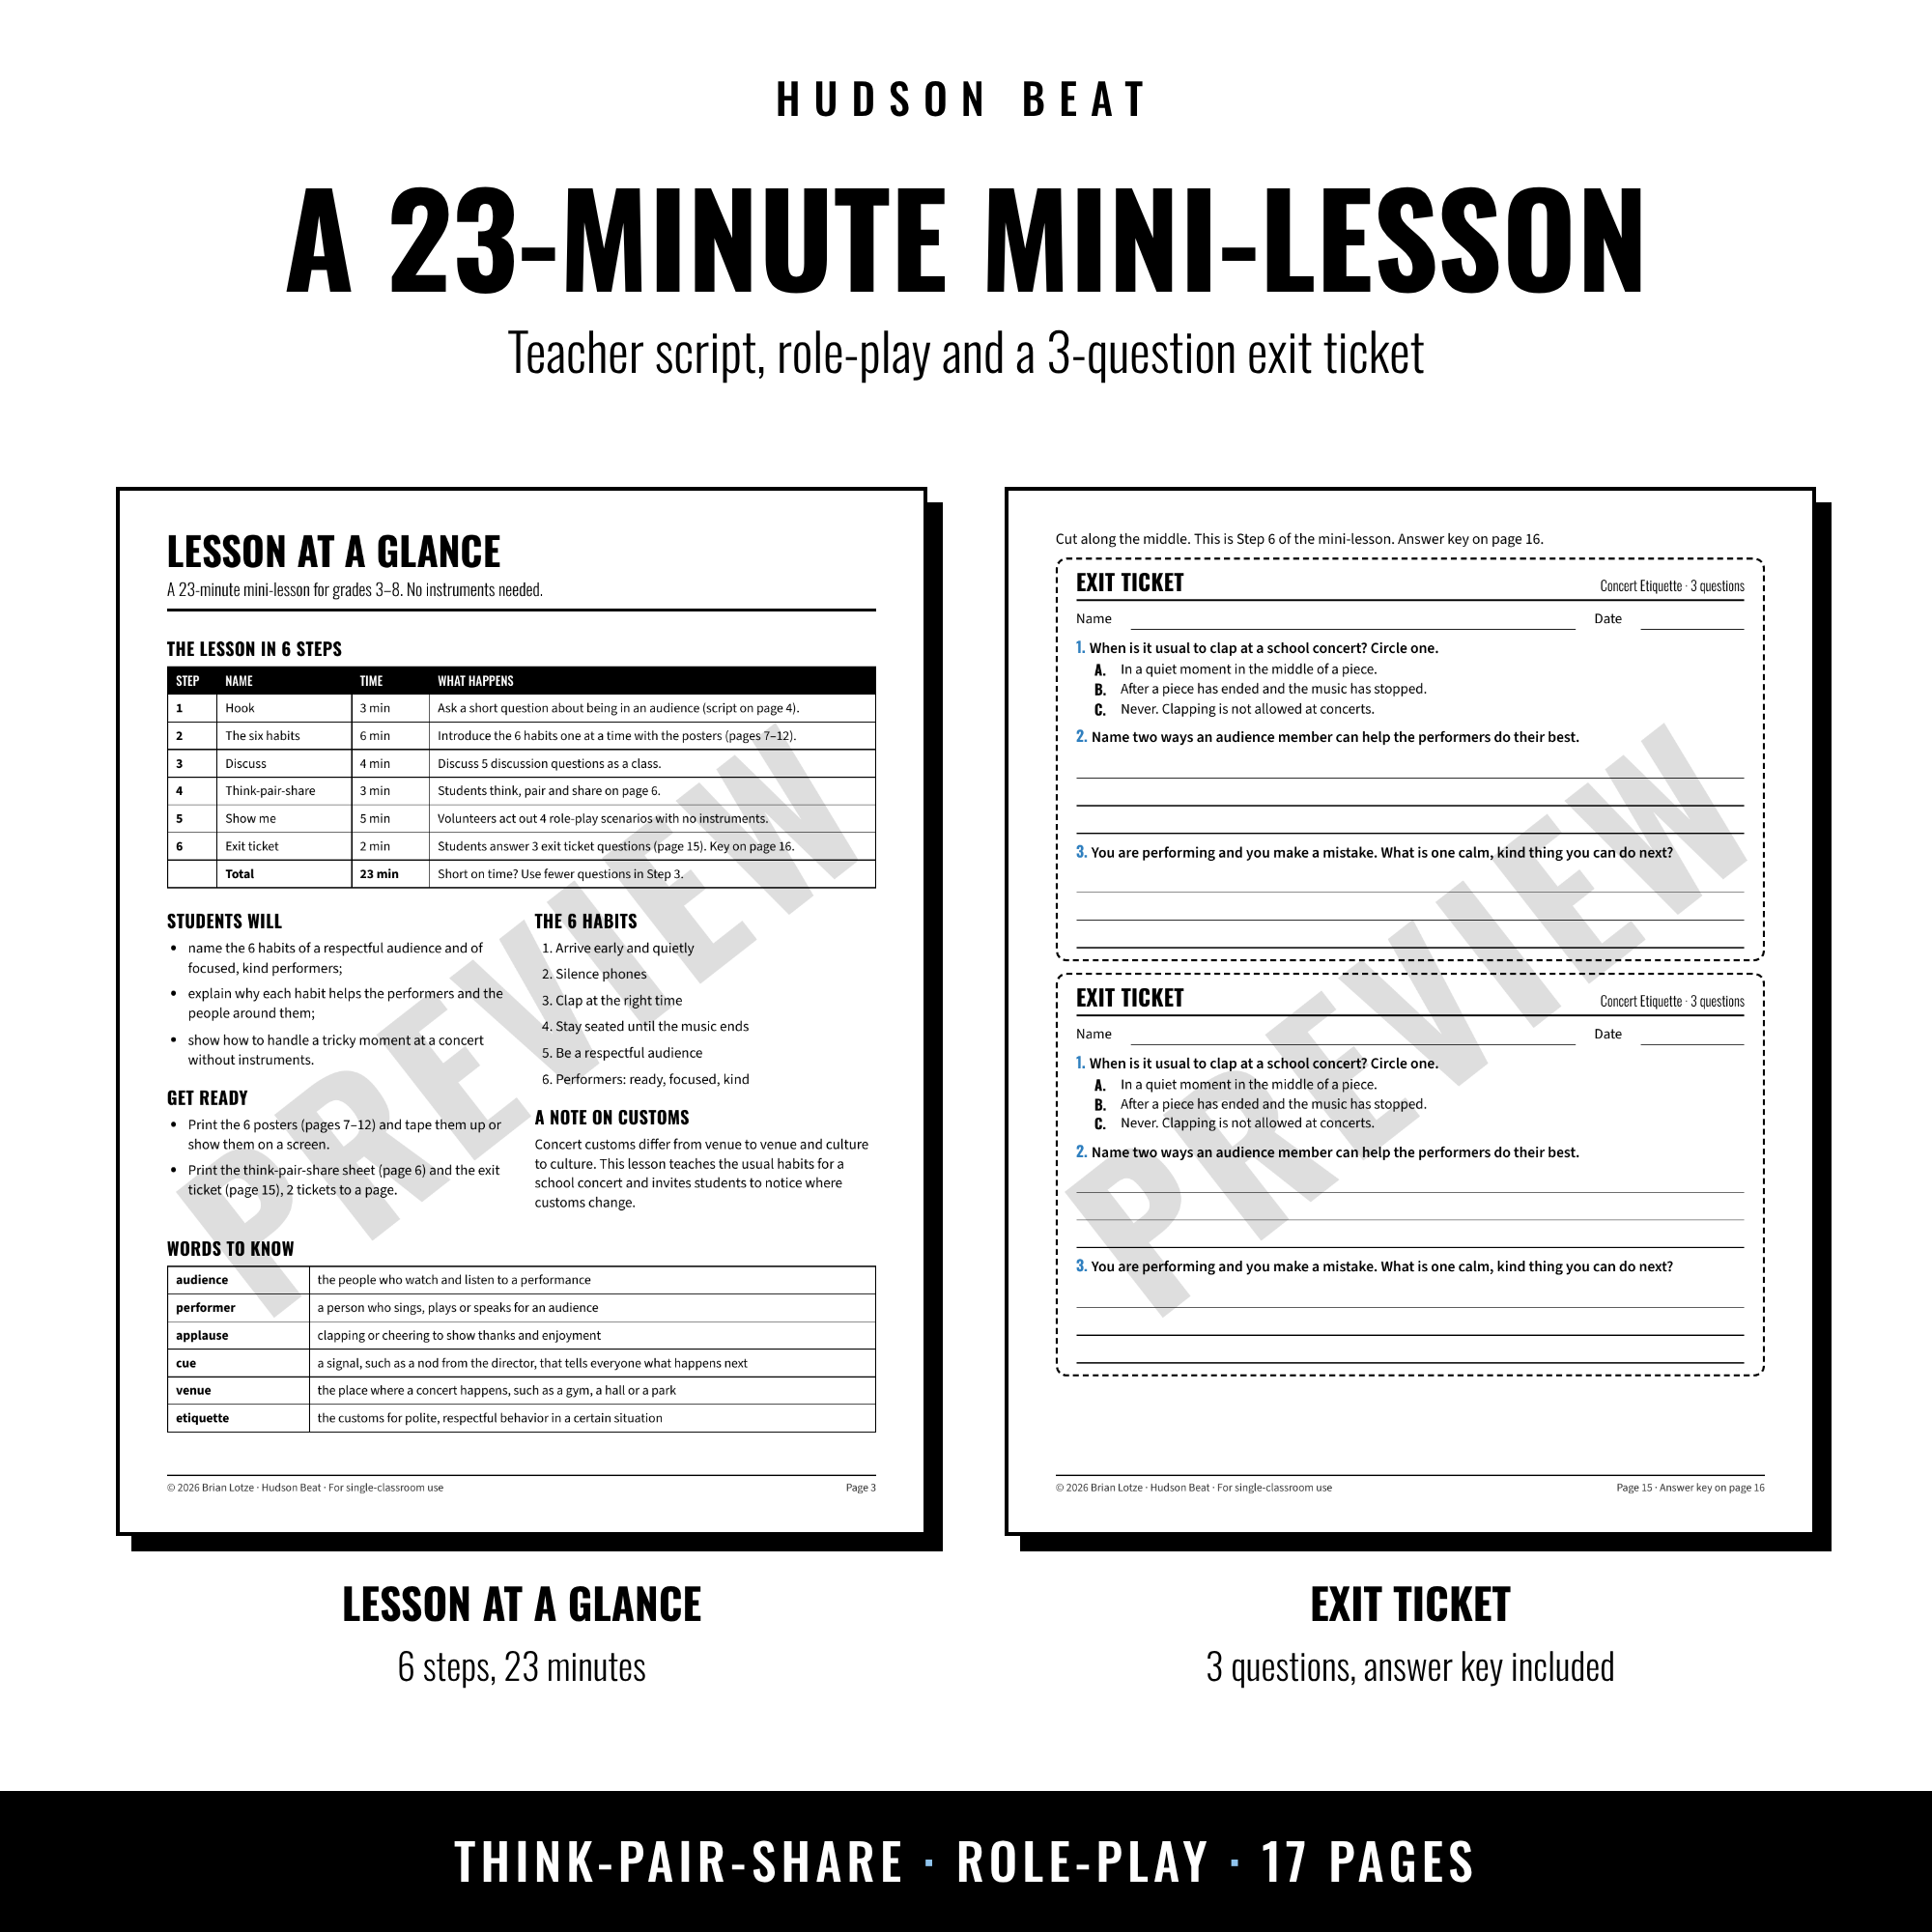 HUDSON BEAT
A 23-MINUTE MINI-LESSON
Teacher script, role-play and a 3-question exit ticket
LESSON AT A GLANCE
A 23-minute mini-lesson for grades 3–8. No instruments needed.
THE LESSON IN 6 STEPS
STEP NAME TIME WHAT HAPPENS
1 Hook 3 min Ask a short question about being in an audience (script on page 4).
2 The six habits 6 min Introduce the 6 habits one at a time with the posters (pages 7–12).
3 Discuss 4 min Discuss 5 discussion questions as a class.
4 Think-pair-share 3 min Students think, pair and share on page 6.
5 Show me 5 min Volunteers act out 4 role-play scenarios with no instruments.
6 Exit ticket 2 min Students answer 3 exit ticket questions (page 15). Key on page 16.
Total 23 min Short on time? Use fewer questions in Step 3.
STUDENTS WILL
• name the 6 habits of a respectful audience and of
focused, kind performers;
• explain why each habit helps the performers and the
people around them;
• show how to handle a tricky moment at a concert
without instruments.
GET READY
• Print the 6 posters (pages 7–12) and tape them up or
show them on a screen.
• Print the think-pair-share sheet (page 6) and the exit
ticket (page 15), 2 tickets to a page.
THE 6 HABITS
1. Arrive early and quietly
2. Silence phones
3. Clap at the right time
4. Stay seated until the music ends
5. Be a respectful audience
6. Performers: ready, focused, kind
A NOTE ON CUSTOMS
Concert customs differ from venue to venue and culture
to culture. This lesson teaches the usual habits for a
school concert and invites students to notice where
customs change.
WORDS TO KNOW
audience the people who watch and listen to a performance
performer a person who sings, plays or speaks for an audience
applause clapping or cheering to show thanks and enjoyment
cue a signal, such as a nod from the director, that tells everyone what happens next
venue the place where a concert happens, such as a gym, a hall or a park
etiquette the customs for polite, respectful behavior in a certain situation
© 2026 Brian Lotze · Hudson Beat · For single-classroom use Page 3
PREVIEW
LESSON AT A GLANCE
6 steps, 23 minutes
Cut along the middle. This is Step 6 of the mini-lesson. Answer key on page 16.
EXIT TICKET Concert Etiquette · 3 questions
Name Date
1. When is it usual to clap at a school concert? Circle one.
A. In a quiet moment in the middle of a piece.
B. After a piece has ended and the music has stopped.
C. Never. Clapping is not allowed at concerts.
2. Name two ways an audience member can help the performers do their best.
3. You are performing and you make a mistake. What is one calm, kind thing you can do next?
EXIT TICKET Concert Etiquette · 3 questions
Name Date
1. When is it usual to clap at a school concert? Circle one.
A. In a quiet moment in the middle of a piece.
B. After a piece has ended and the music has stopped.
C. Never. Clapping is not allowed at concerts.
2. Name two ways an audience member can help the performers do their best.
3. You are performing and you make a mistake. What is one calm, kind thing you can do next?
© 2026 Brian Lotze · Hudson Beat · For single-classroom use Page 15 · Answer key on page 16
PREVIEW
EXIT TICKET
3 questions, answer key included
THINK-PAIR-SHARE · ROLE-PLAY · 17 PAGES